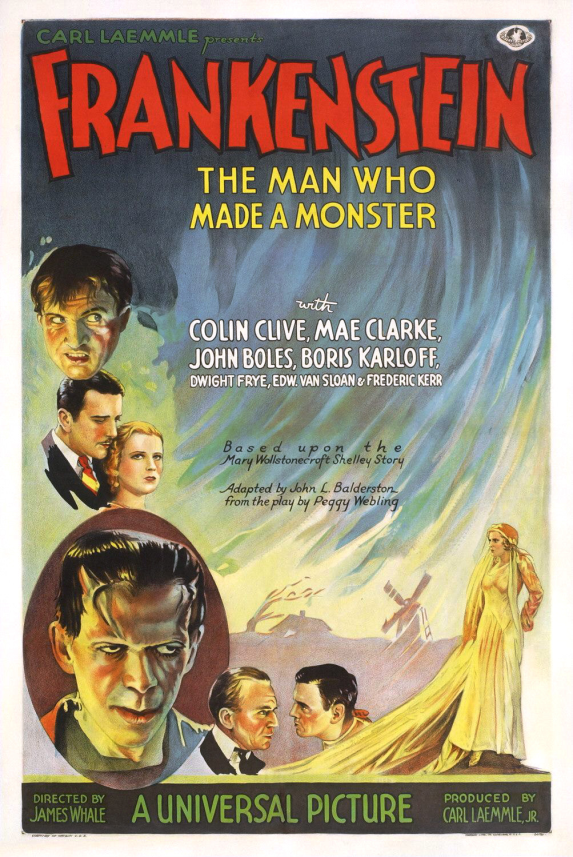 CARL LAEMMLE presents
FRANKENSTEIN
THE MAN WHO
MADE A MONSTER
with
COLIN CLIVE, MAE CLARKE,
JOHN BOLES, BORIS KARLOFF,
DWIGHT FRYE, EDW. VAN SLOAN & FREDERIC KERR
Based upon the
Mary Wollstonecraft Shelley Story
Adapted by John L. Balderston
from the play by Peggy Webling
DIRECTED BY
JAMES WHALE
A UNIVERSAL PICTURE
PRODUCED BY
CARL LAEMMLE, JR.